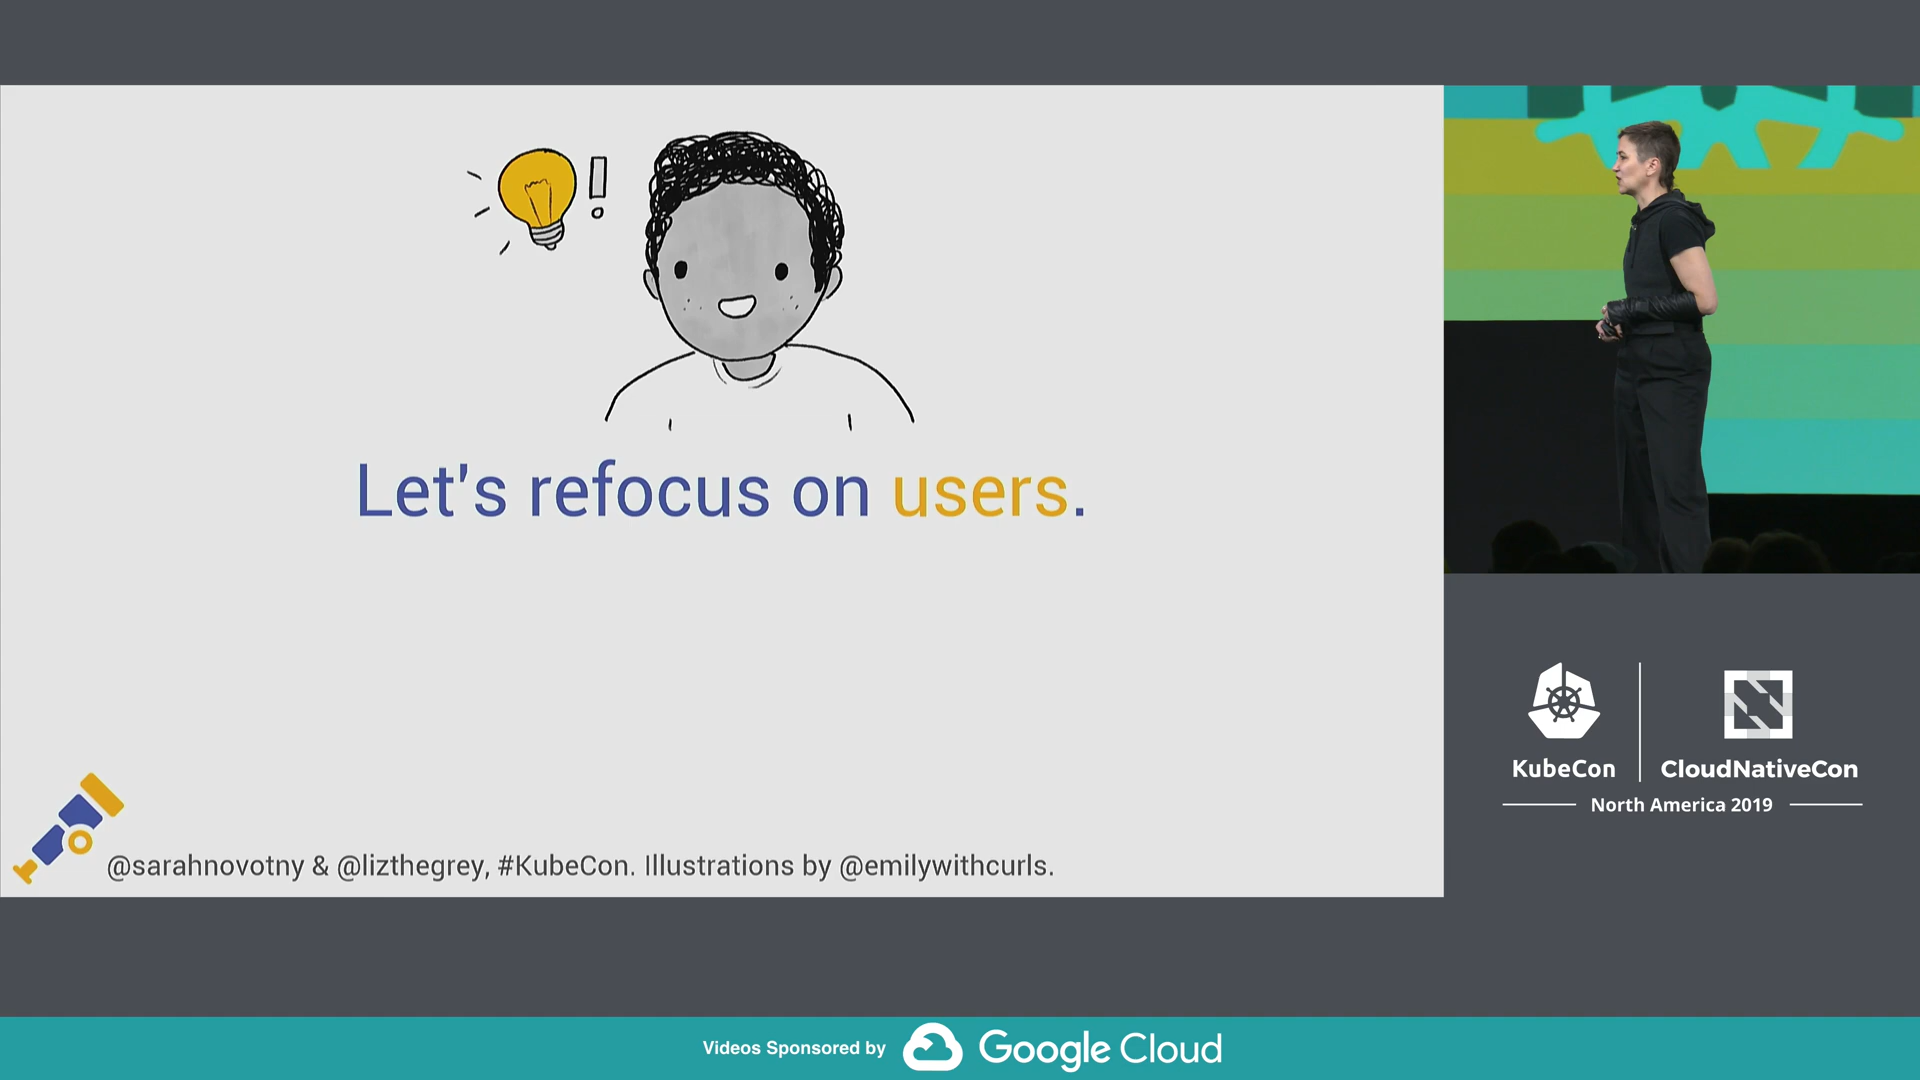 !
Let's refocus on users.
@sarahnovotny & @lizthegrey, #KubeCon. Illustrations by @emilywithcurls.
KubeCon
CloudNativeCon
North America 2019
Videos Sponsored by Google Cloud